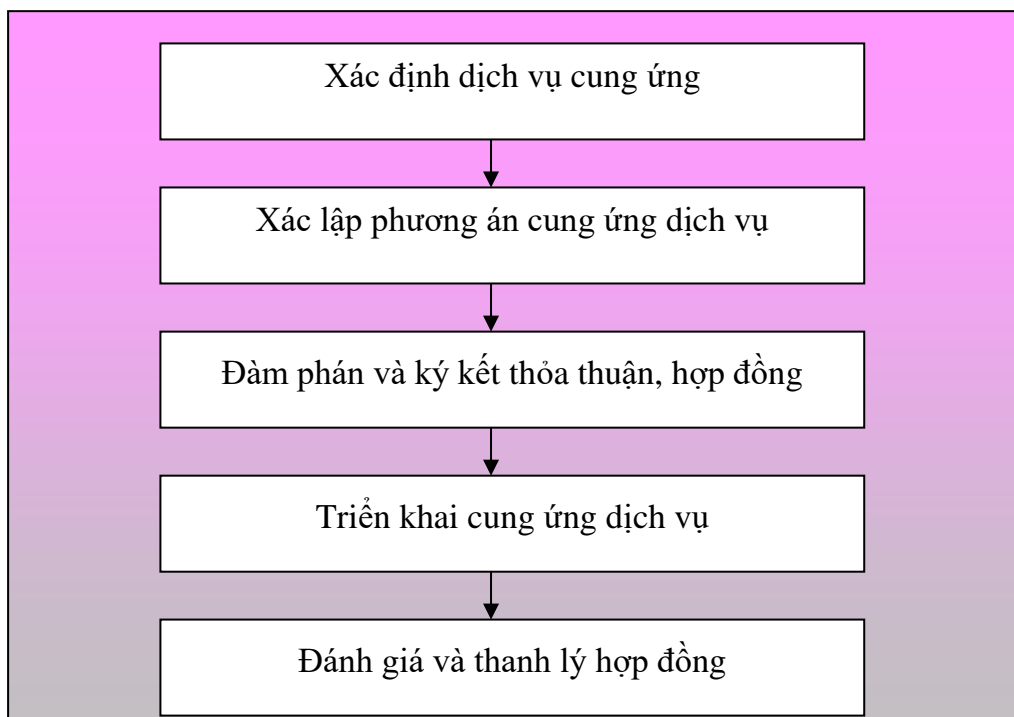 Xác định dịch vụ cung ứng
Xác lập phương án cung ứng dịch vụ
Đàm phán và ký kết thỏa thuận, hợp đồng
Triển khai cung ứng dịch vụ
Đánh giá và thanh lý hợp đồng